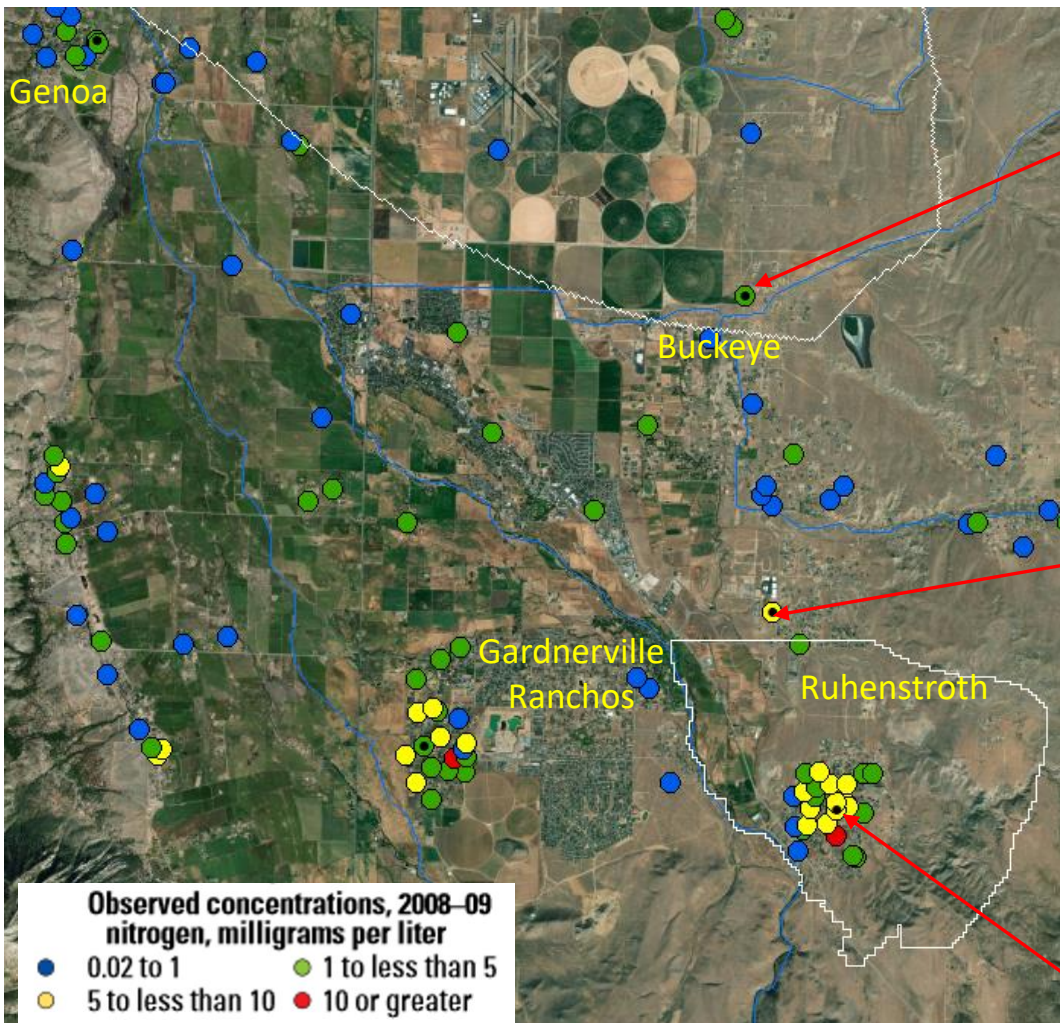 Genoa
Buckeye
Gardnerville
Ranchos
Ruhenstroth
Observed concentrations, 2008–09
nitrogen, milligrams per liter
0.02 to 1
1 to less than 5
5 to less than 10
10 or greater